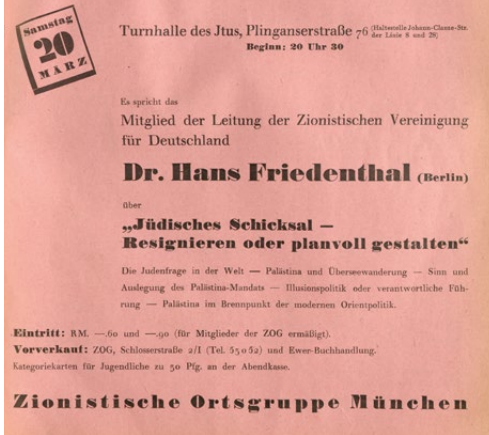 Samstag
20
MÄRZ
Turnhalle des Jtus, Plinganserstraße 76 (Haltestelle Johann-Clanze-Str. der Linie 6 und 26)
Beginn: 20 Uhr 30
Es spricht das
Mitglied der Leitung der Zionistischen Vereinigung
für Deutschland
Dr. Hans Friedenthal (Berlin)
über
„Jüdisches Schicksal —
Resignieren oder planvoll gestalten“
Die Judenfrage in der Welt — Palästina und Überseewanderung — Sinn und
Auslegung des Palästina-Mandats — Illusionspolitik oder verantwortliche Füh-
rung — Palästina im Brennpunkt der modernen Orientpolitik.
Eintritt: RM. —.60 und —.90 (für Mitglieder der ZOG ermäßigt).
Vorverkauf: ZOG, Schlosserstraße 2/I (Tel. 53052) und Ewer-Buchhandlung.
Kategoriekarten für Jugendliche zu 30 Pfg. an der Abendkasse.
Zionistische Ortsgruppe München